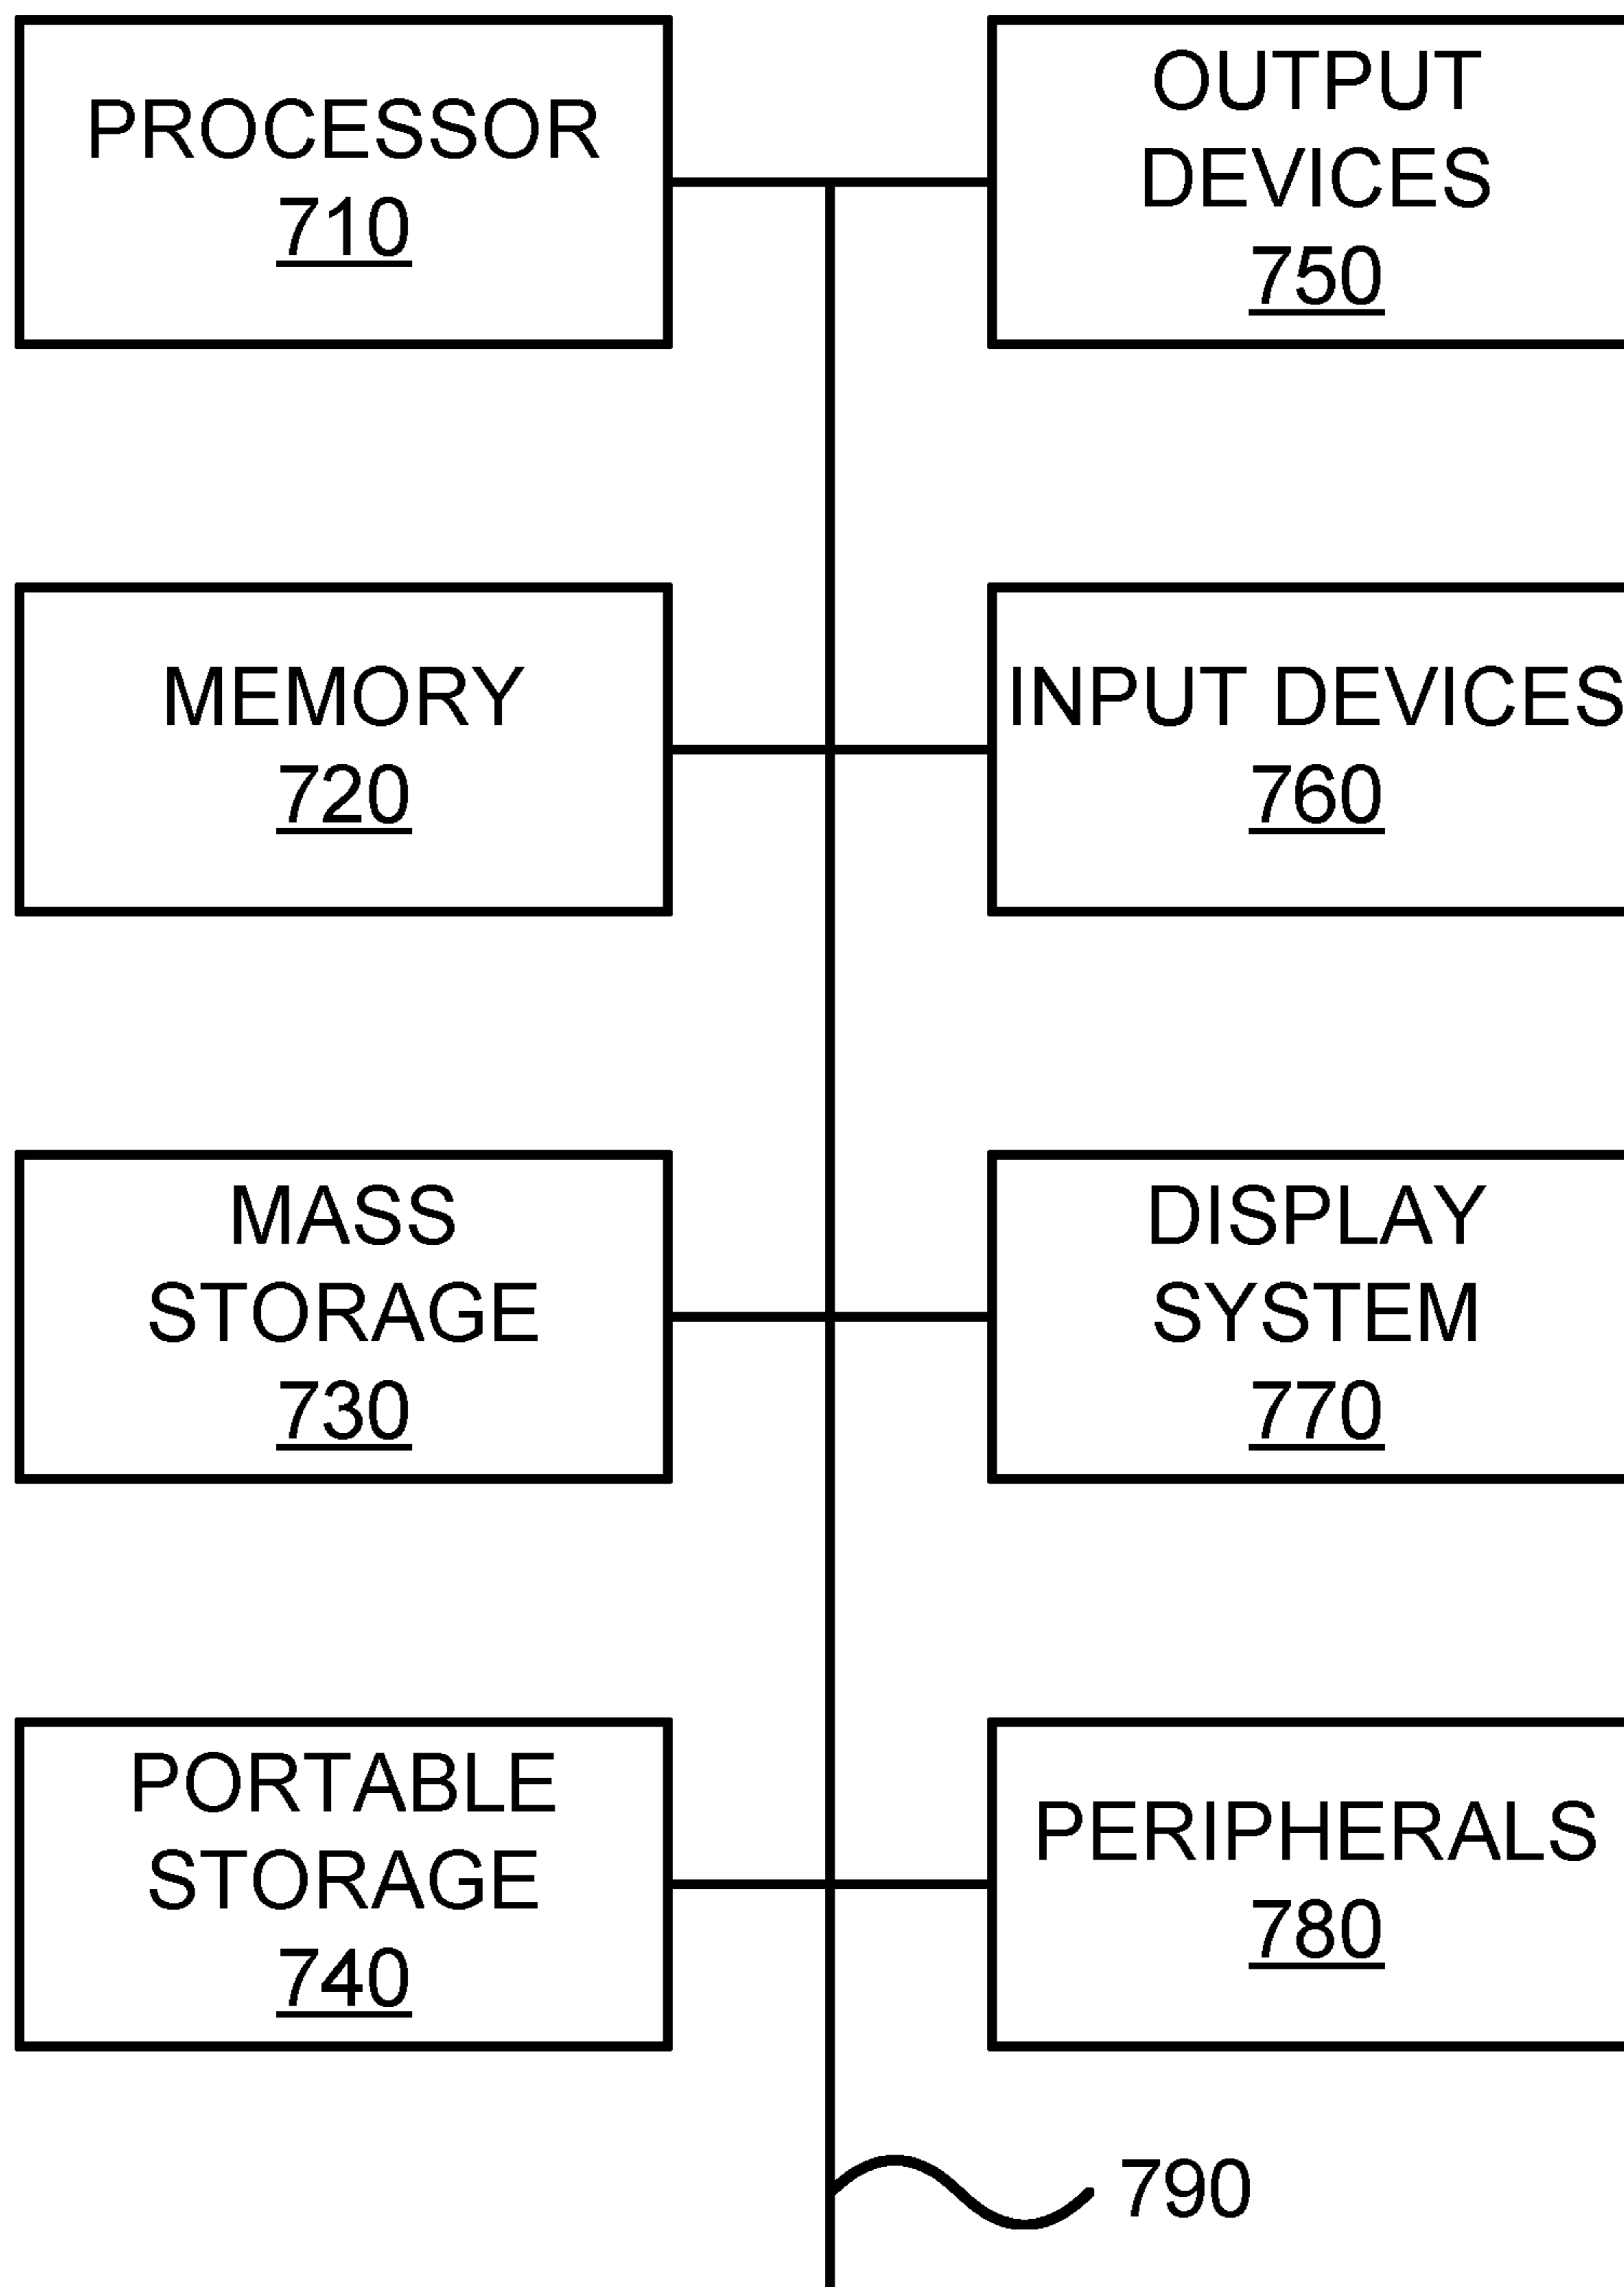 PROCESSOR
710
OUTPUT
DEVICES
750
MEMORY
720
INPUT DEVICES
760
MASS
STORAGE
730
DISPLAY
SYSTEM
770
PORTABLE
STORAGE
740
PERIPHERALS
780
790